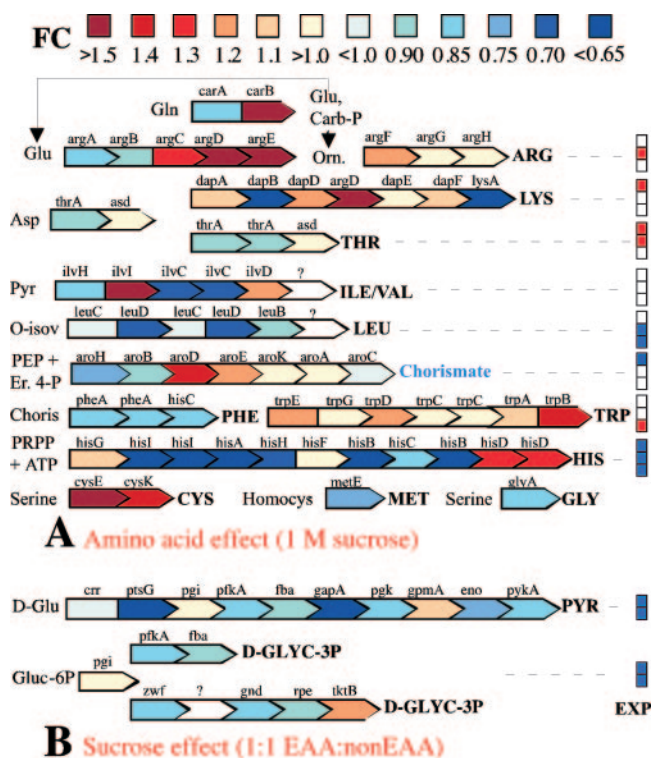 FC
>1.5 1.4 1.3 1.2 1.1 >1.0 <1.0 0.90 0.85 0.75 0.70 <0.65
carA carB
Gln
Glu,
Carb-P
argA argB argC argD argE
argF argG argH
Glu Orn. ARG
dapA dapB dapD argD dapE dapF lysA
LYS
thrA asd
Asp
thrA thrA asd
THR
ilvH ilvI ilvC ilvC ilvD ?
Pyr ILE/VAL
leuC leuD leuC leuD leuB ?
O-isov LEU
aroH aroB aroD aroE aroK aroA aroC
PEP +
Er. 4-P
Chorismate
pheA pheA hisC
trpE trpG trpD trpC trpC trpA trpB
Choris PHE TRP
hisG hisI hisI hisA hisH hisF hisB hisC hisB hisD hisD
PRPP
+ ATP
HIS
cysE cysK metE glyA
Serine CYS Homocys MET Serine GLY
A Amino acid effect (1 M sucrose)
crr ptsG pgi pfkA fba gapA pgk gpmA eno pykA
D-Glu PYR
pfkA fba
D-GLYC-3P
pgi
Gluc-6P
zwf ? gnd rpe tktB
D-GLYC-3P
EXP
B Sucrose effect (1:1 EAA:nonEAA)